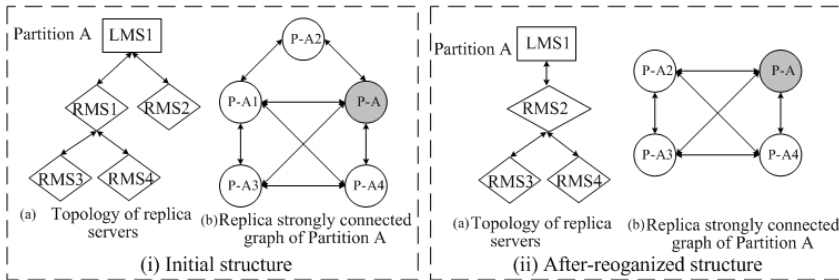 Partition A
LMS1
RMS1
RMS2
RMS3
RMS4
(a) Topology of replica
servers
P-A2
P-A1
P-A
P-A3
P-A4
(b) Replica strongly connected
graph of Partition A
(i) Initial structure
Partition A
LMS1
RMS2
RMS3
RMS4
(a) Topology of replica
servers
P-A2
P-A
P-A3
P-A4
(b) Replica strongly connected
graph of Partition A
(ii) After-reoganized structure